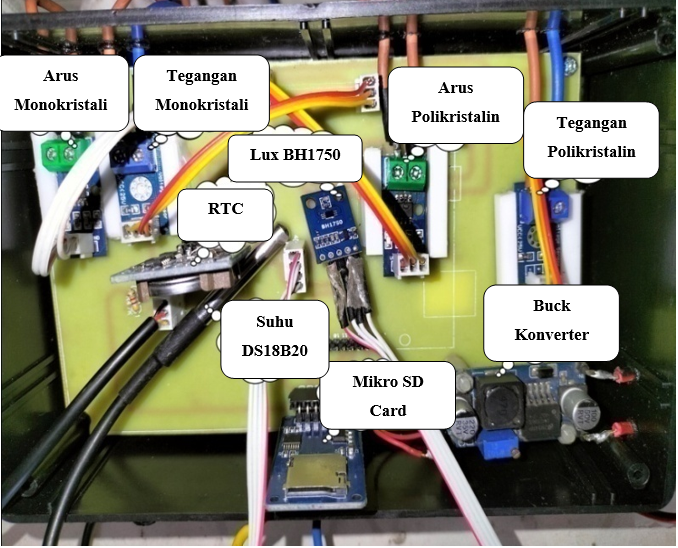 Arus
Monokristali
Tegangan
Monokristali
Arus
Polikristalin
Tegangan
Polikristalin
Lux BH1750
RTC
BH1750
Suhu
DS18B20
Buck
Konverter
Mikro SD
Card